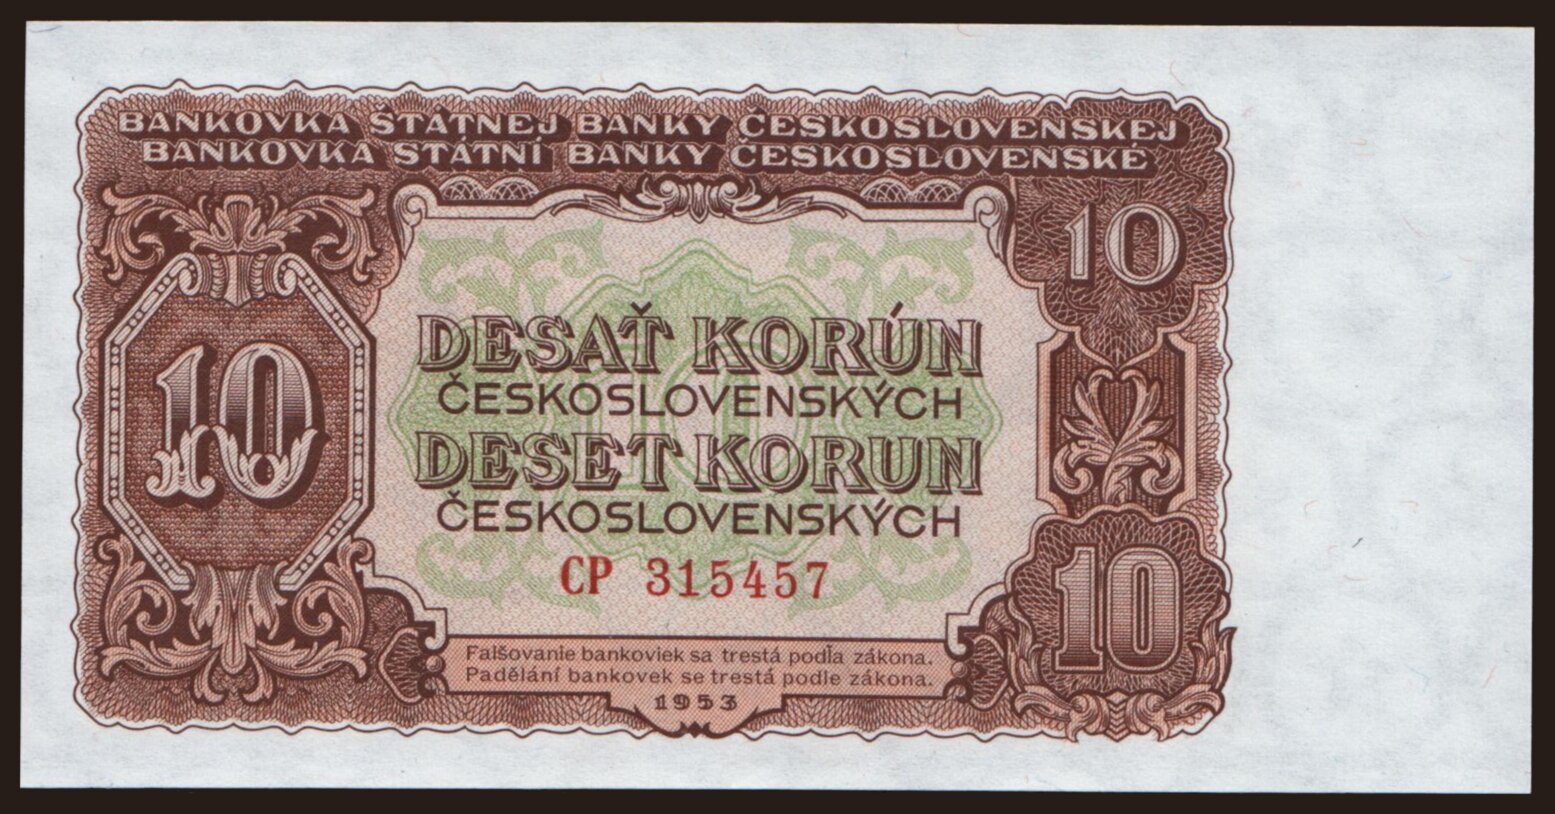 BANKOVKA ŠTÁTNEJ BANKY ČESKOSLOVENSKEJ
BANKOVKA STÁTNÍ BANKY ČESKOSLOVENSKÉ
10
10
DESAŤ KORÚN
ČESKOSLOVENSKÝCH
DESET KORUN
ČESKOSLOVENSKÝCH
CP 315457
10
Falšovanie bankoviek sa trestá podľa zákona.
Padělání bankovek se trestá podle zákona.
1953